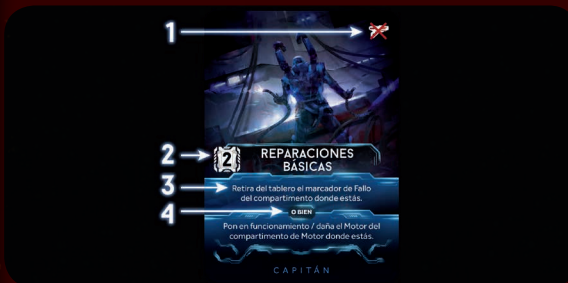 1
2
2
REPARACIONES
BÁSICAS
3
Retira del tablero el marcador de Fallo
del compartimento donde estás.
4
O BIEN
Pon en funcionamiento / daña el Motor del
compartimento de Motor donde estás.
CAPITÁN